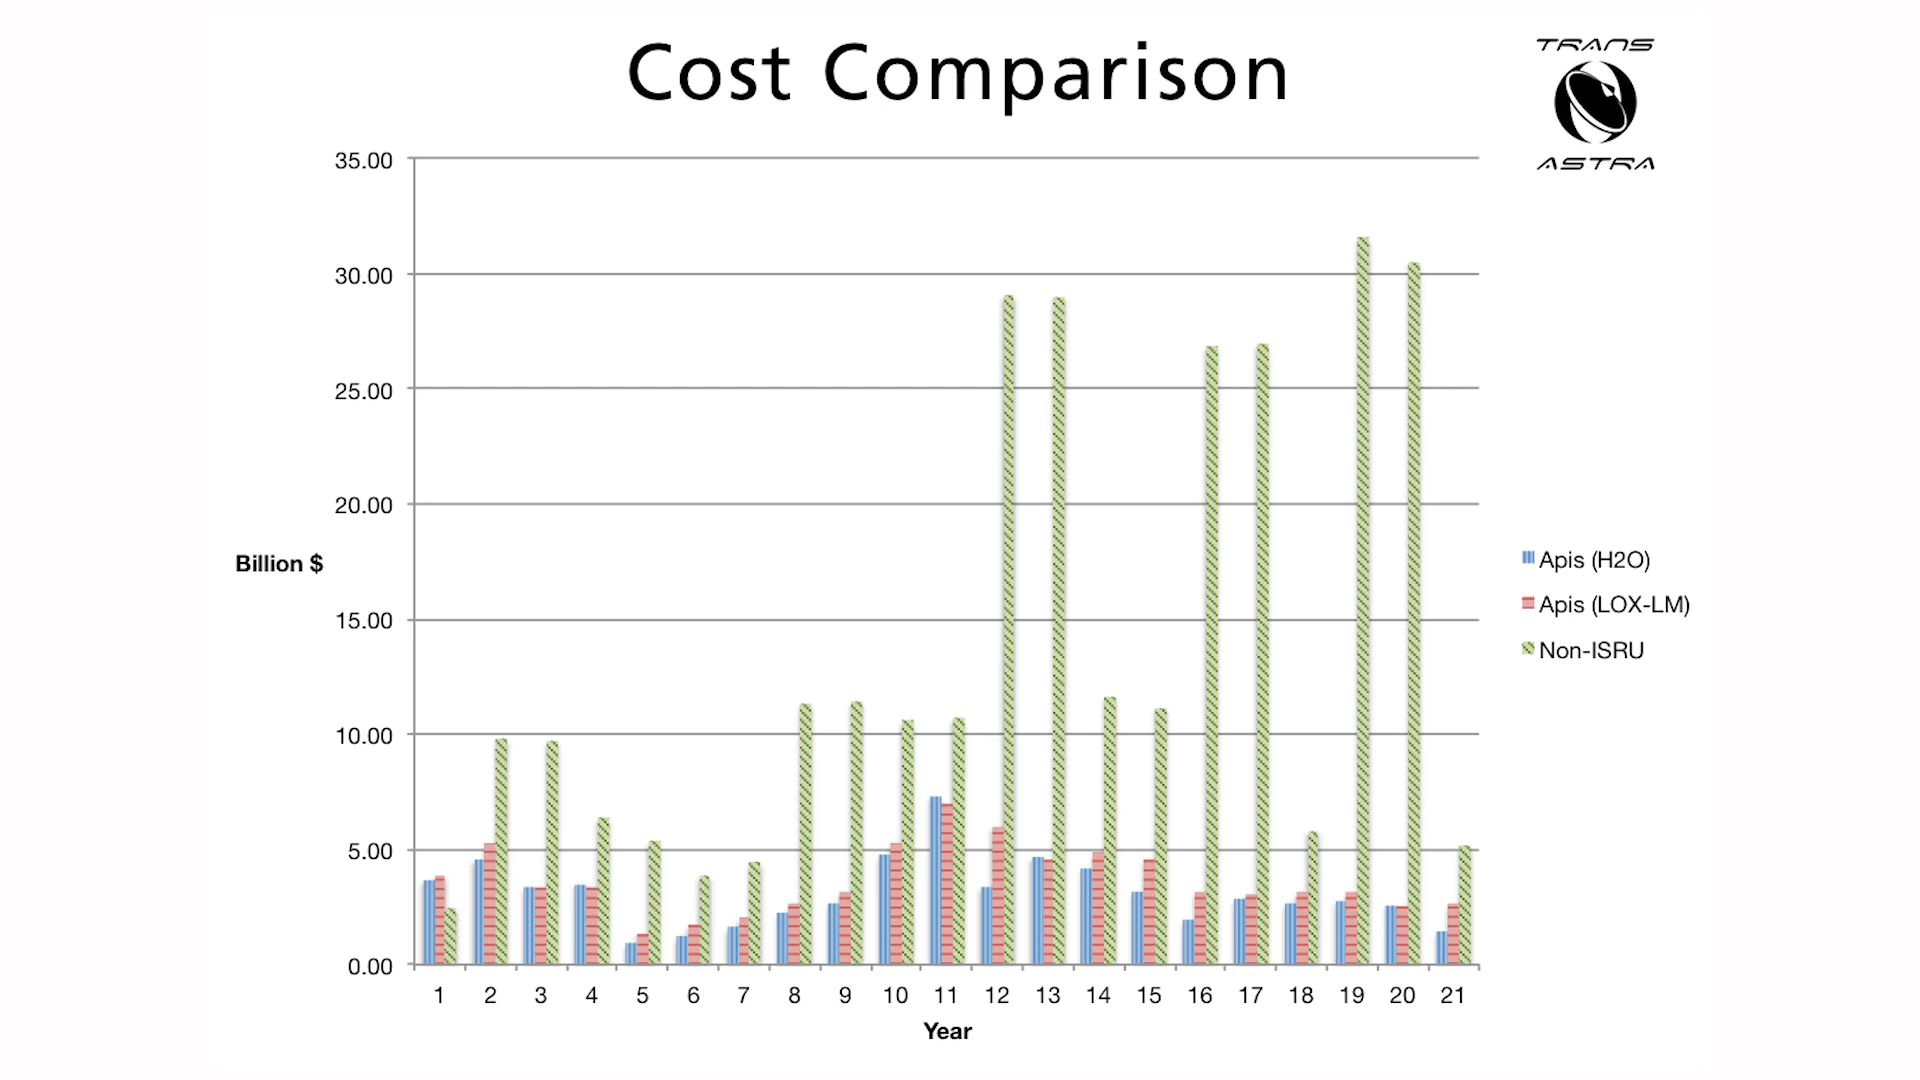 Cost Comparison
TRANS
ASTRA
35.00
30.00
25.00
20.00
15.00
10.00
5.00
0.00
Billion $
1 2 3 4 5 6 7 8 9 10 11 12 13 14 15 16 17 18 19 20 21
Year
Apis (H2O)
Apis (LOX-LM)
Non-ISRU